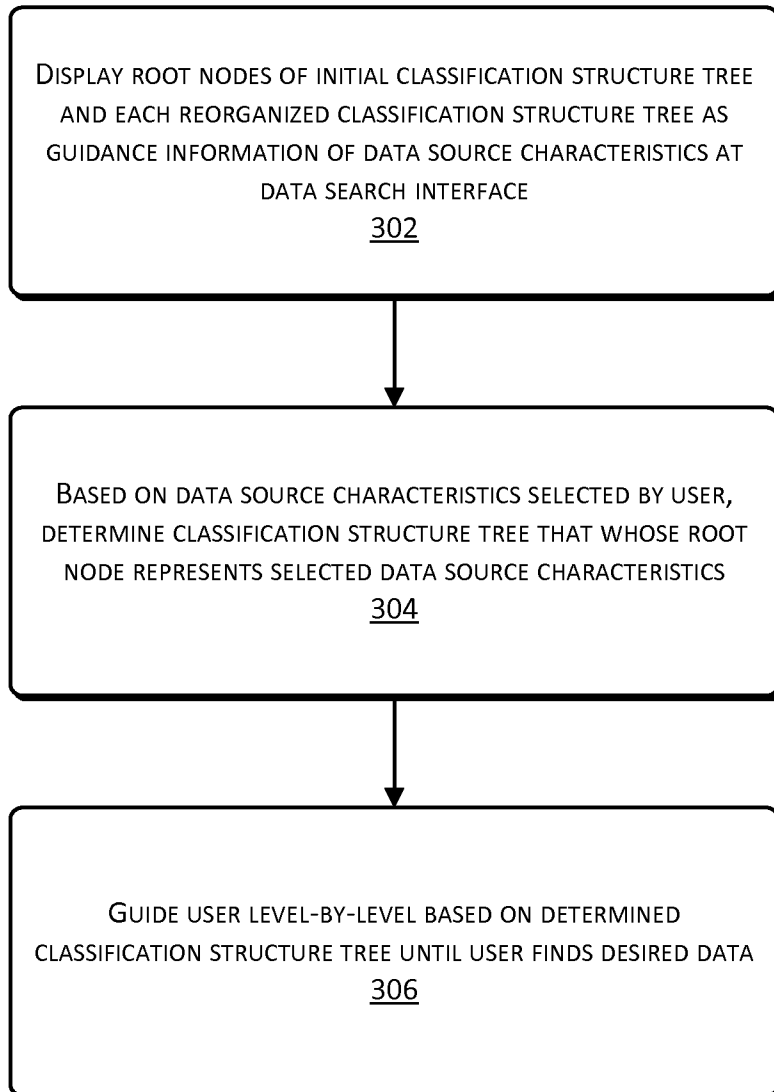 DISPLAY ROOT NODES OF INITIAL CLASSIFICATION STRUCTURE TREE
AND EACH REORGANIZED CLASSIFICATION STRUCTURE TREE AS
GUIDANCE INFORMATION OF DATA SOURCE CHARACTERISTICS AT
DATA SEARCH INTERFACE
302
BASED ON DATA SOURCE CHARACTERISTICS SELECTED BY USER,
DETERMINE CLASSIFICATION STRUCTURE TREE THAT WHOSE ROOT
NODE REPRESENTS SELECTED DATA SOURCE CHARACTERISTICS
304
GUIDE USER LEVEL-BY-LEVEL BASED ON DETERMINED
CLASSIFICATION STRUCTURE TREE UNTIL USER FINDS DESIRED DATA
306